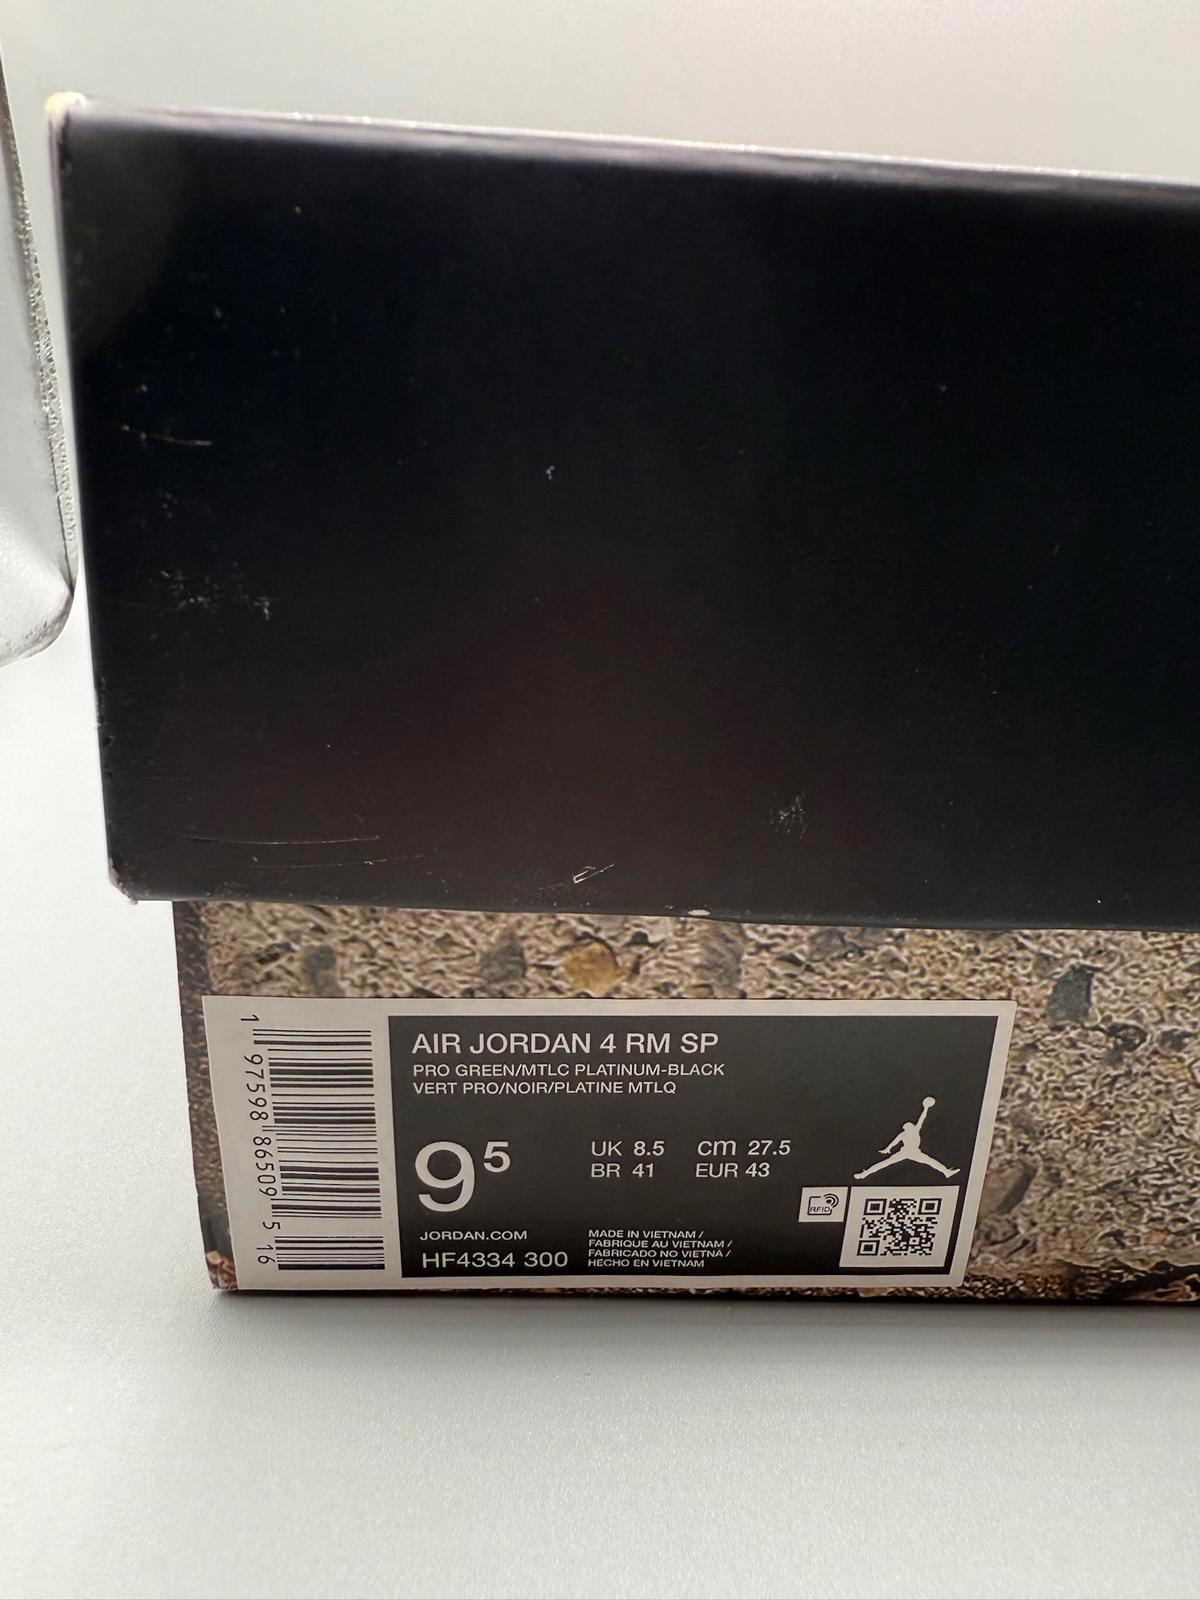 AIR JORDAN 4 RM SP
PRO GREEN/MTLC PLATINUM-BLACK
VERT PRO/NOIR/PLATINE MTLQ
9⁵
UK 8.5 cm 27.5
BR 41 EUR 43
RFID
JORDAN.COM
HF4334 300
MADE IN VIETNAM /
FABRIQUE AU VIETNAM /
FABRICADO NO VIETNÃ /
HECHO EN VIETNAM
1 97598 86509 5 16